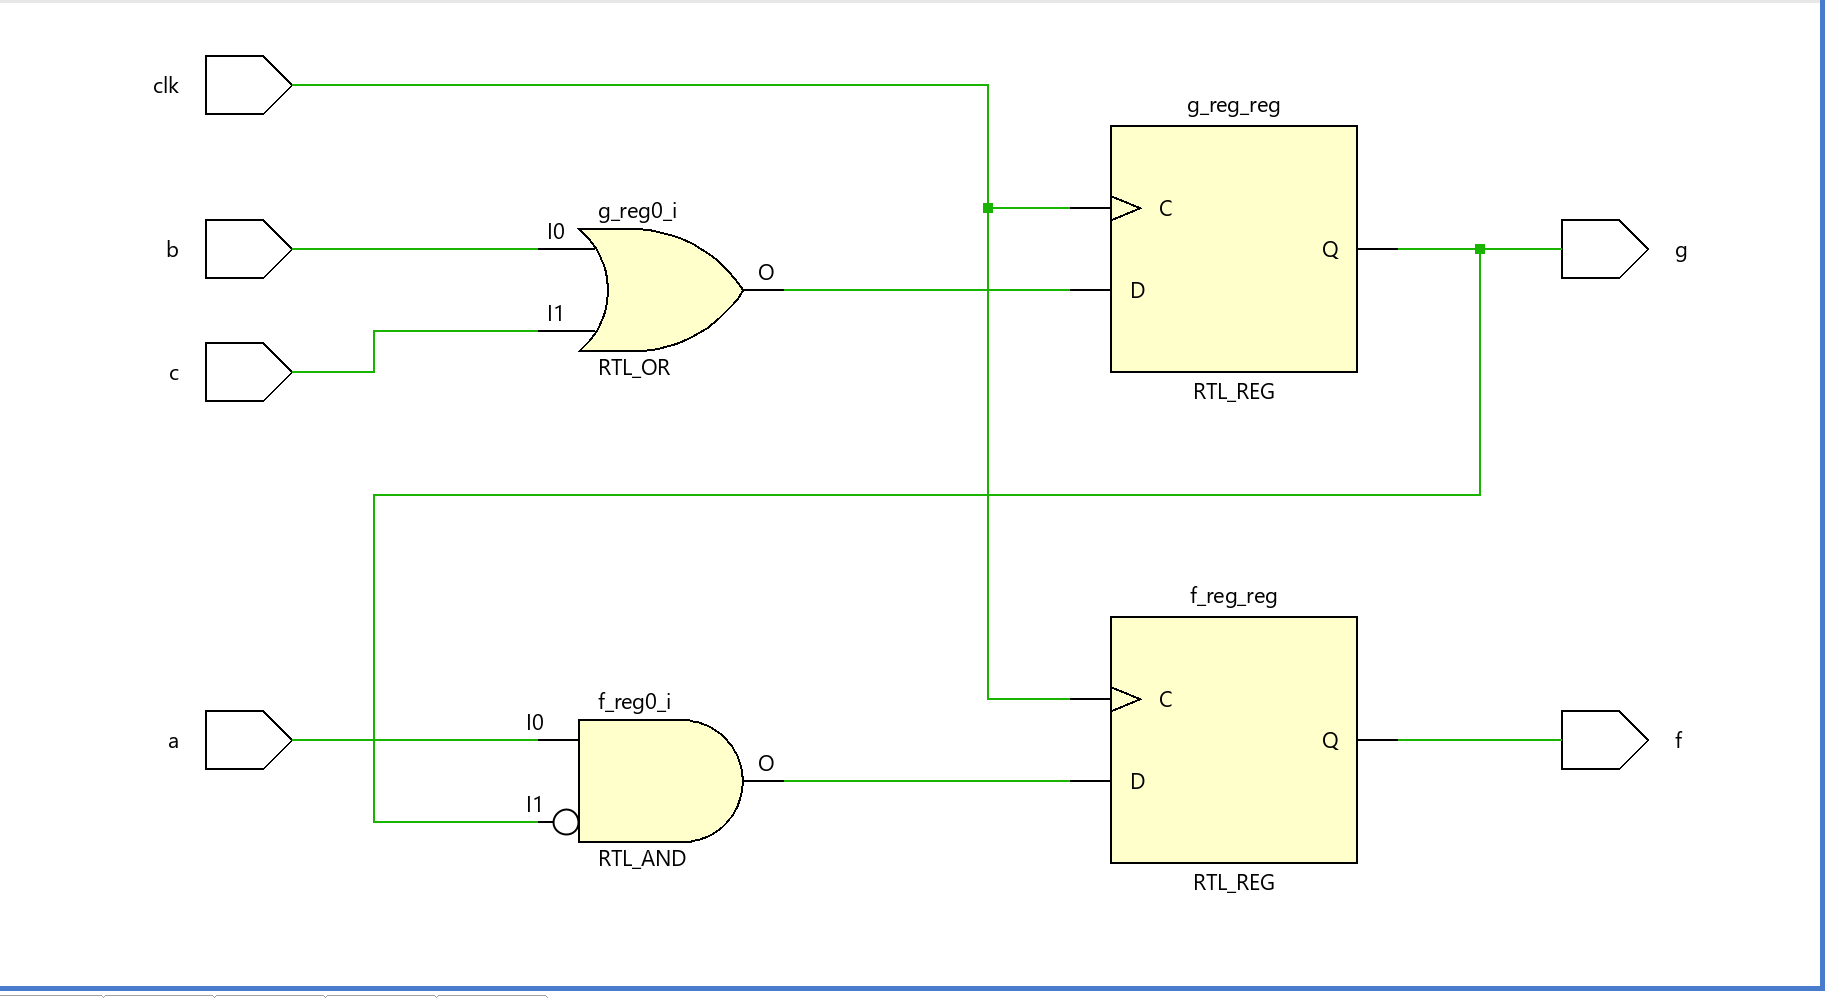 clk
g_reg_reg
C
b
g_reg0_i
I0
O
Q
g
I1
D
c
RTL_OR
RTL_REG
f_reg_reg
C
a
f_reg0_i
I0
O
Q
f
I1
D
RTL_AND
RTL_REG